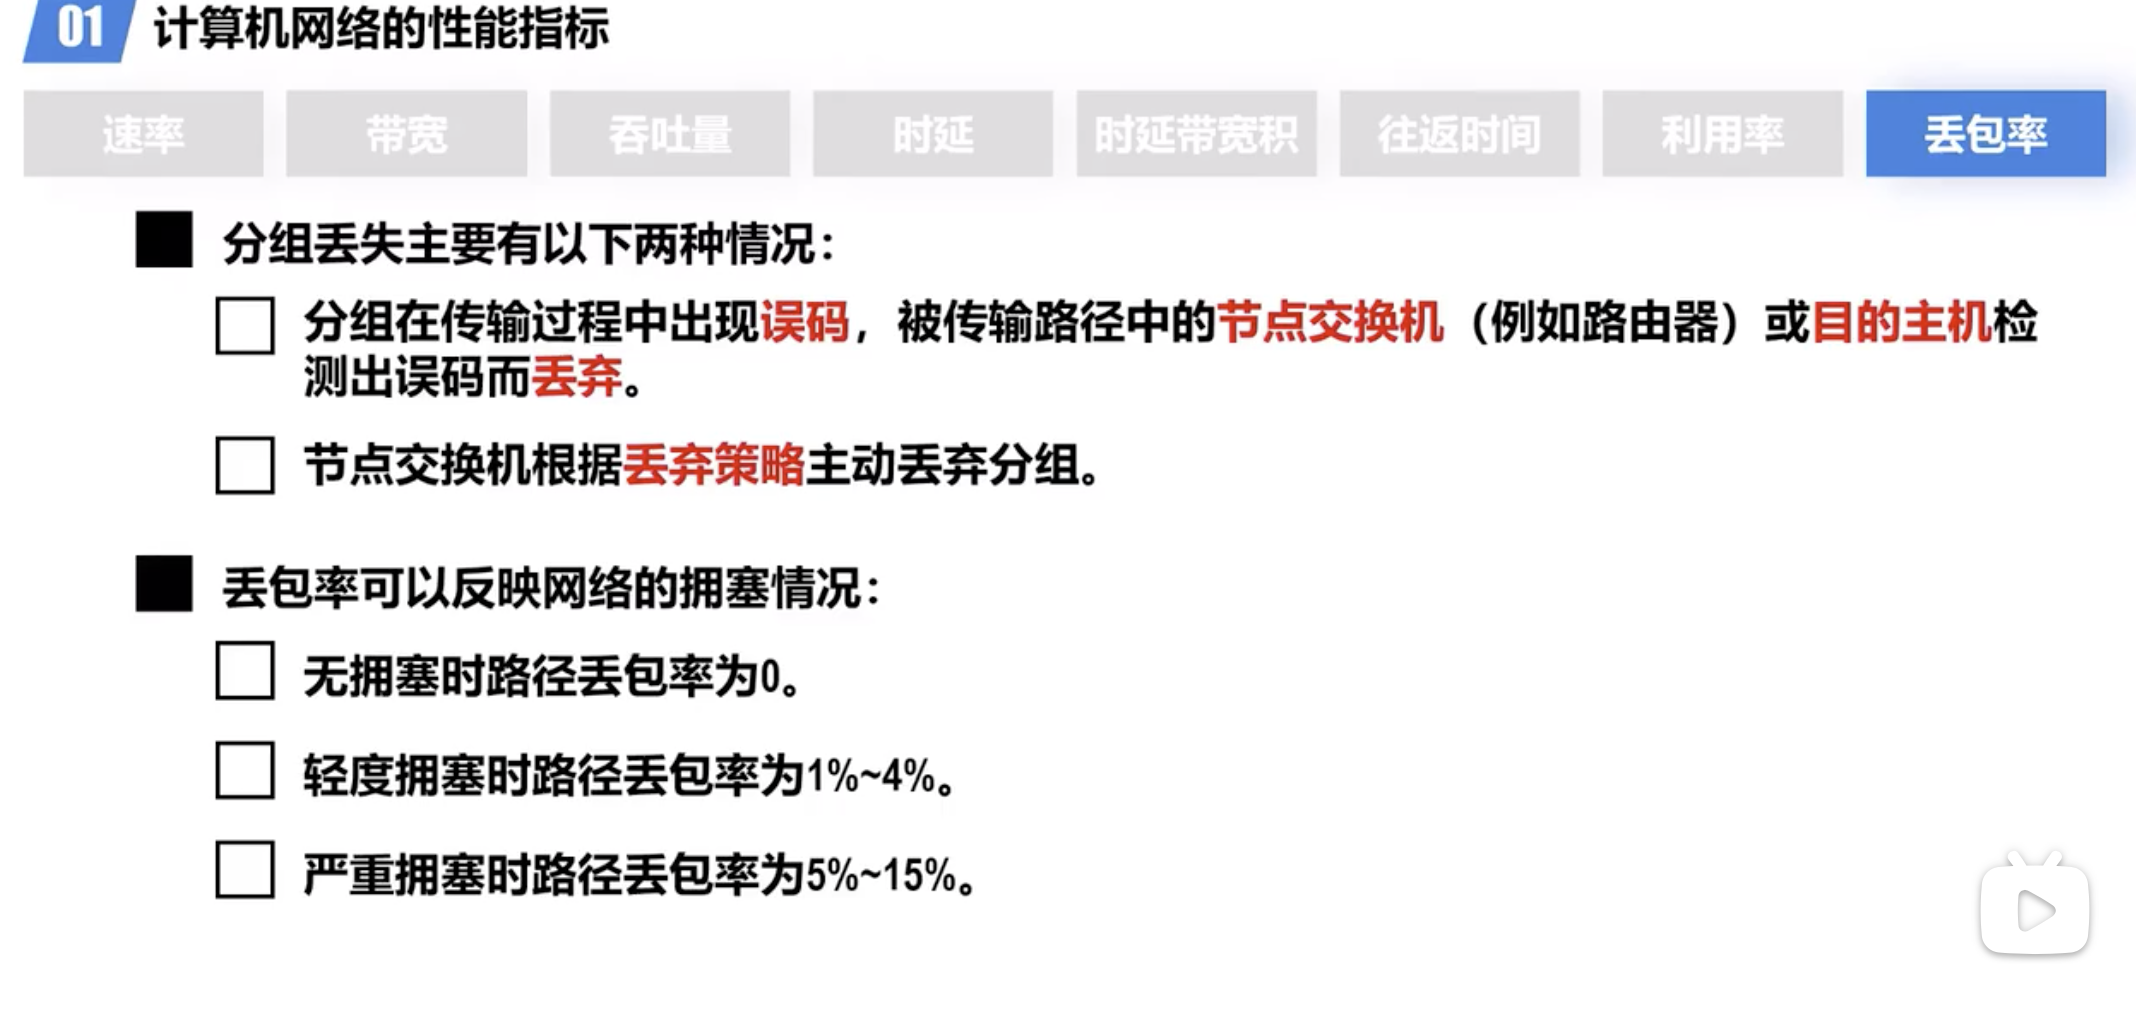 01 计算机网络的性能指标
速率 带宽 吞吐量 时延 时延带宽积 往返时间 利用率 丢包率
分组丢失主要有以下两种情况：
分组在传输过程中出现误码，被传输路径中的节点交换机（例如路由器）或目的主机检
测出误码而丢弃。
节点交换机根据丢弃策略主动丢弃分组。
丢包率可以反映网络的拥塞情况：
无拥塞时路径丢包率为0。
轻度拥塞时路径丢包率为1%~4%。
严重拥塞时路径丢包率为5%~15%。